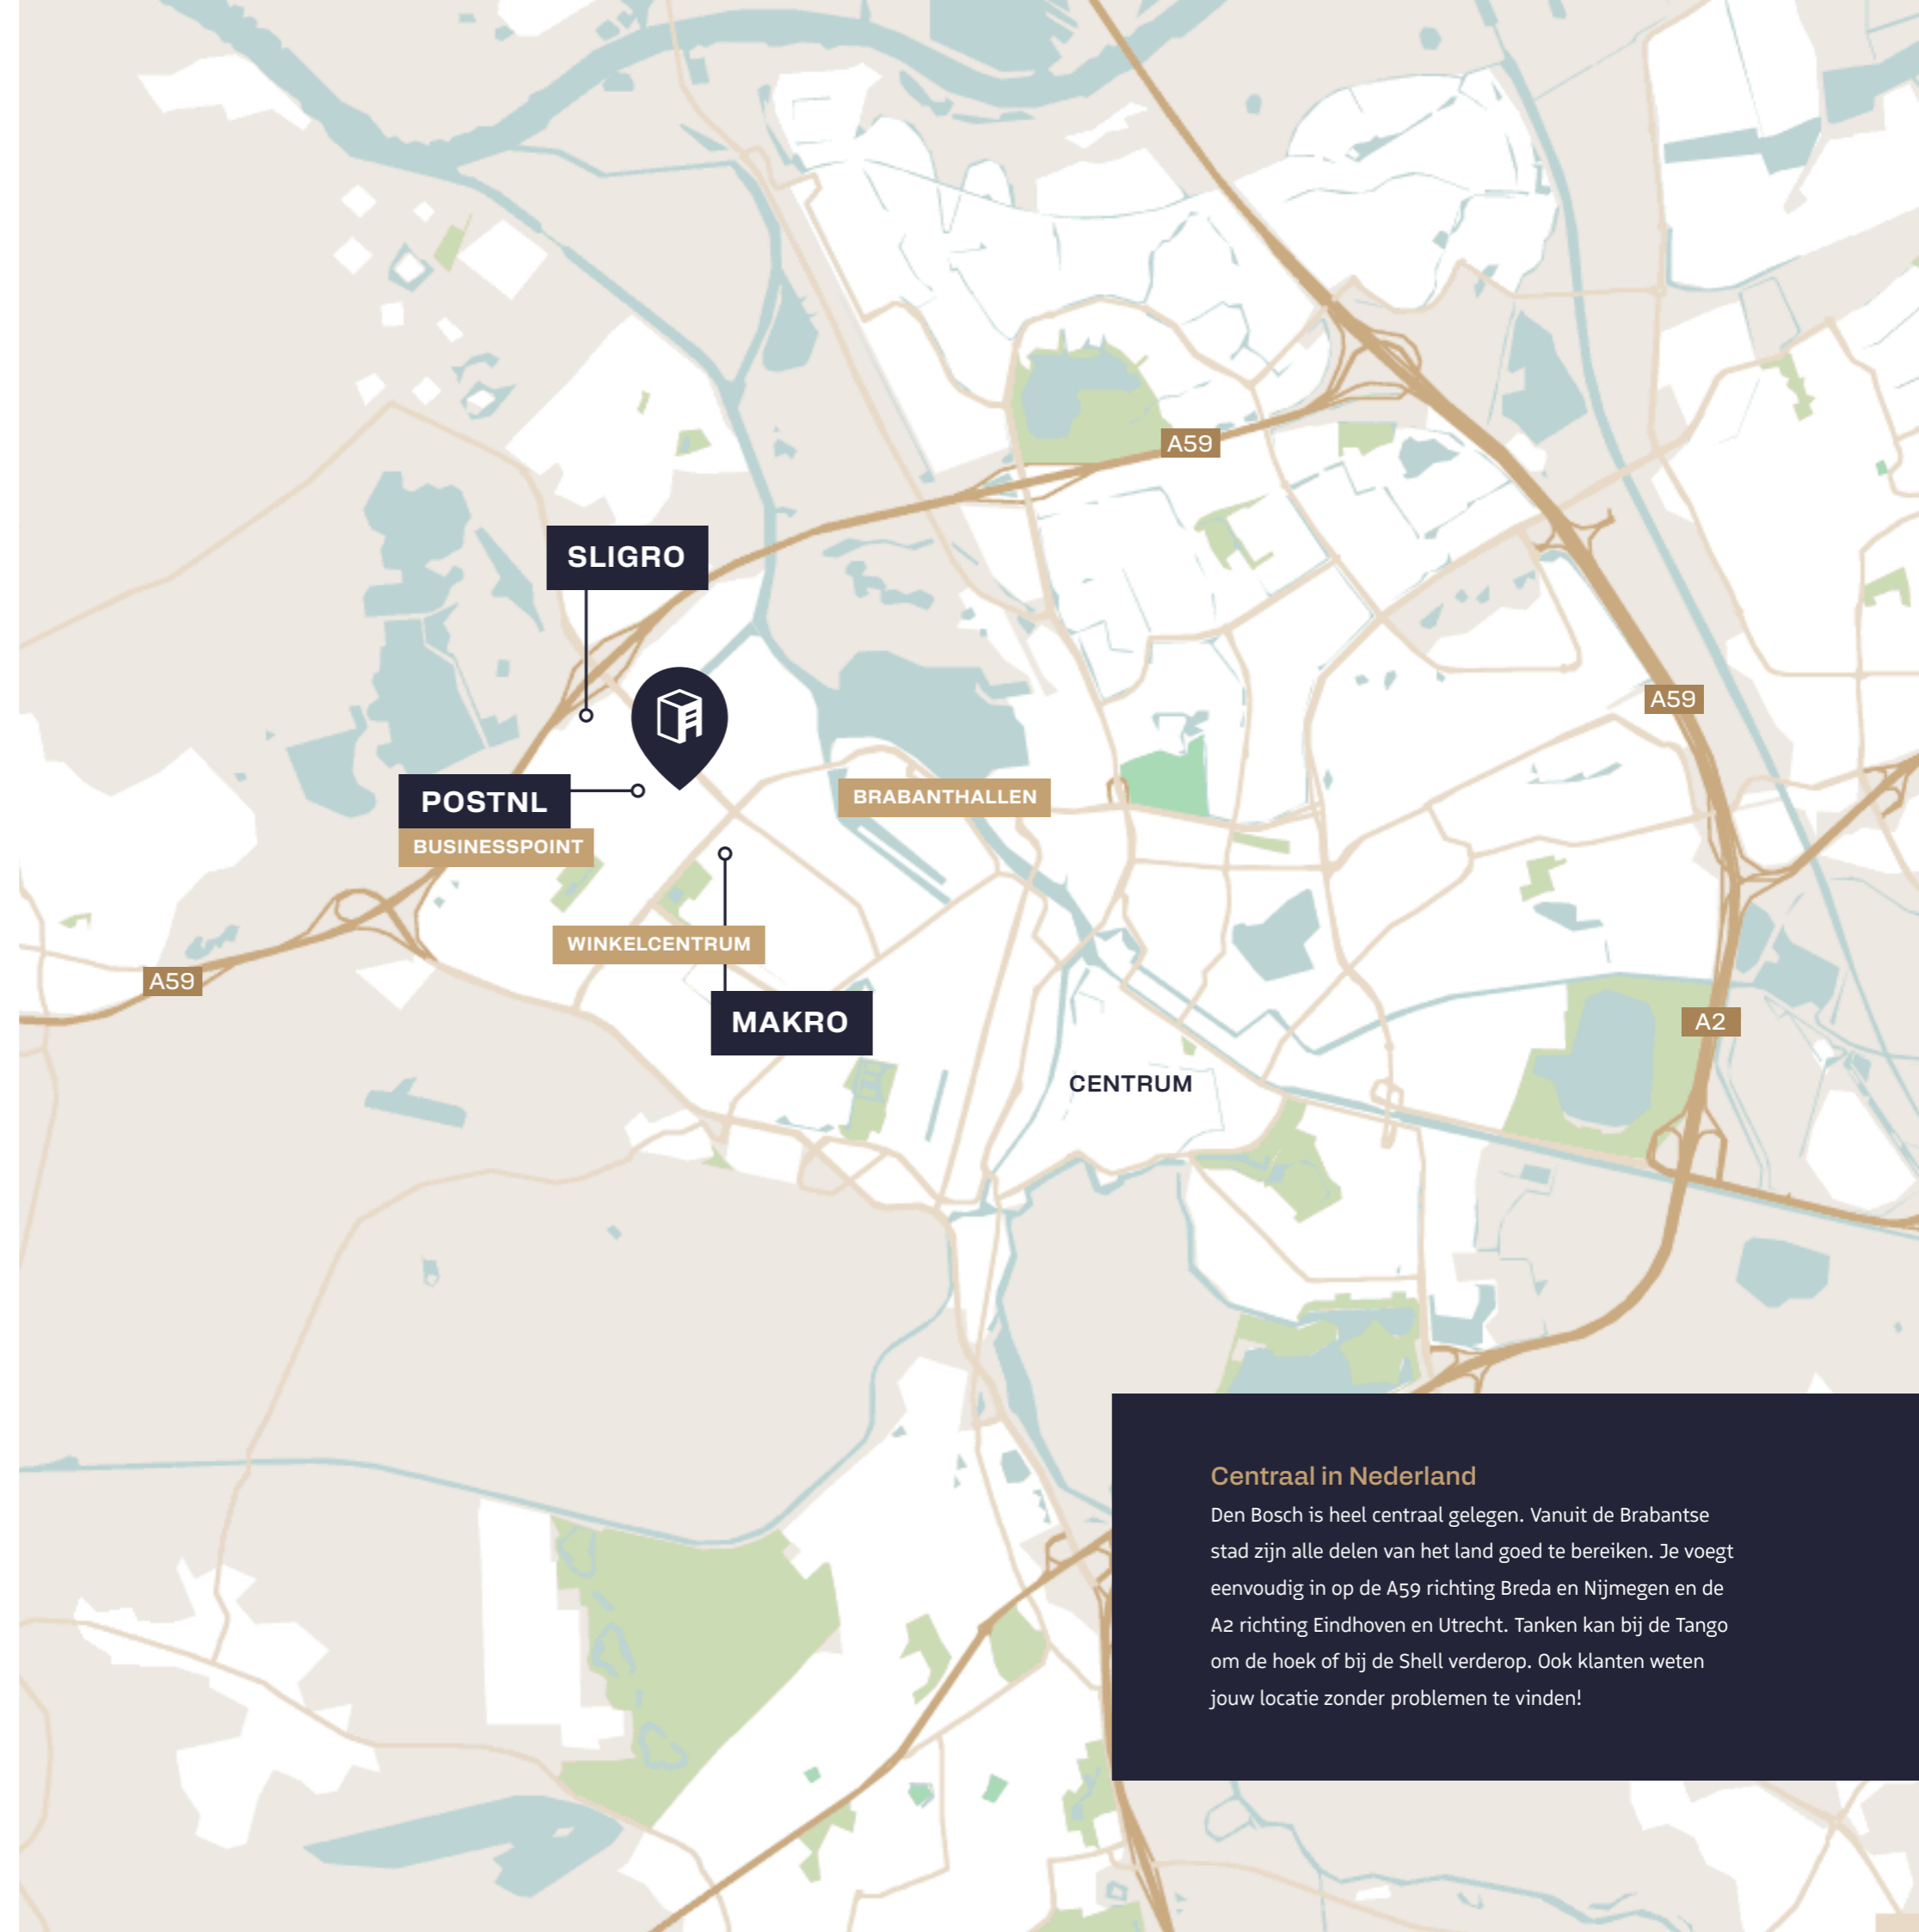 A59
SLIGRO
A59
POSTNL
BUSINESSPOINT
BRABANTHALLEN
WINKELCENTRUM
A59
MAKRO
A2
CENTRUM
Centraal in Nederland
Den Bosch is heel centraal gelegen. Vanuit de Brabantse
stad zijn alle delen van het land goed te bereiken. Je voegt
eenvoudig in op de A59 richting Breda en Nijmegen en de
A2 richting Eindhoven en Utrecht. Tanken kan bij de Tango
om de hoek of bij de Shell verderop. Ook klanten weten
jouw locatie zonder problemen te vinden!